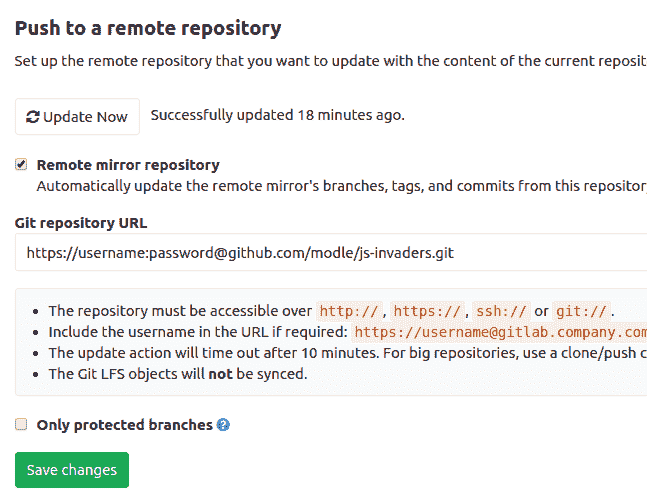 Push to a remote repository
Set up the remote repository that you want to update with the content of the current reposit
Update Now Successfully updated 18 minutes ago.
Remote mirror repository
Automatically update the remote mirror's branches, tags, and commits from this repository
Git repository URL
https://username:password@github.com/modle/js-invaders.git
The repository must be accessible over http://, https://, ssh:// or git://.
Include the username in the URL if required: https://username@gitlab.company.com
The update action will time out after 10 minutes. For big repositories, use a clone/push c
The Git LFS objects will not be synced.
Only protected branches ?
Save changes